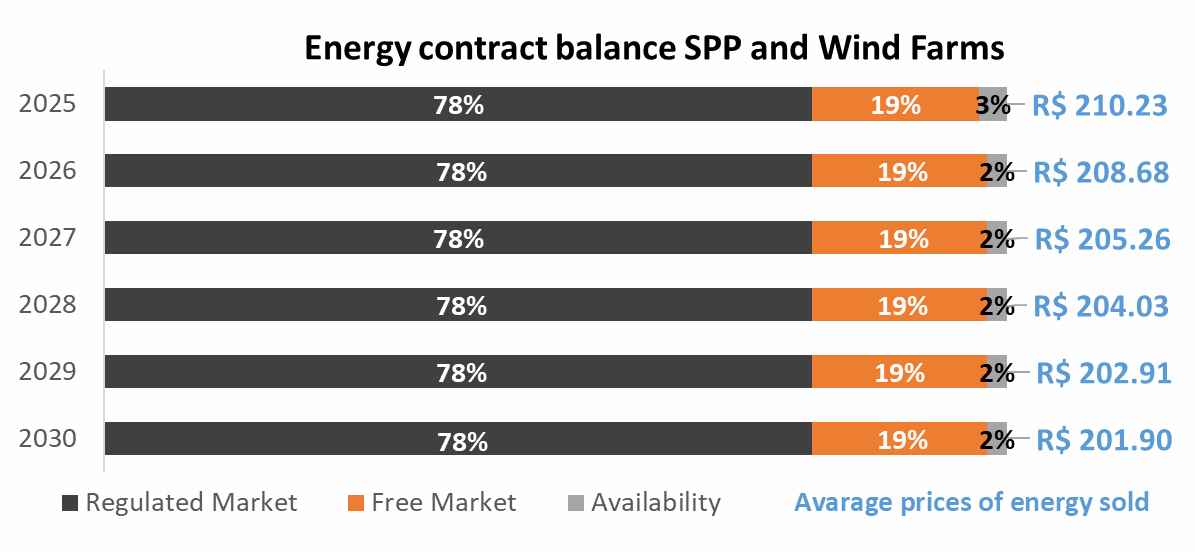 Energy contract balance SPP and Wind Farms
2025 78% 19% 3% R$ 210.23
2026 78% 19% 2% R$ 208.68
2027 78% 19% 2% R$ 205.26
2028 78% 19% 2% R$ 204.03
2029 78% 19% 2% R$ 202.91
2030 78% 19% 2% R$ 201.90
Regulated Market Free Market Availability Avarage prices of energy sold